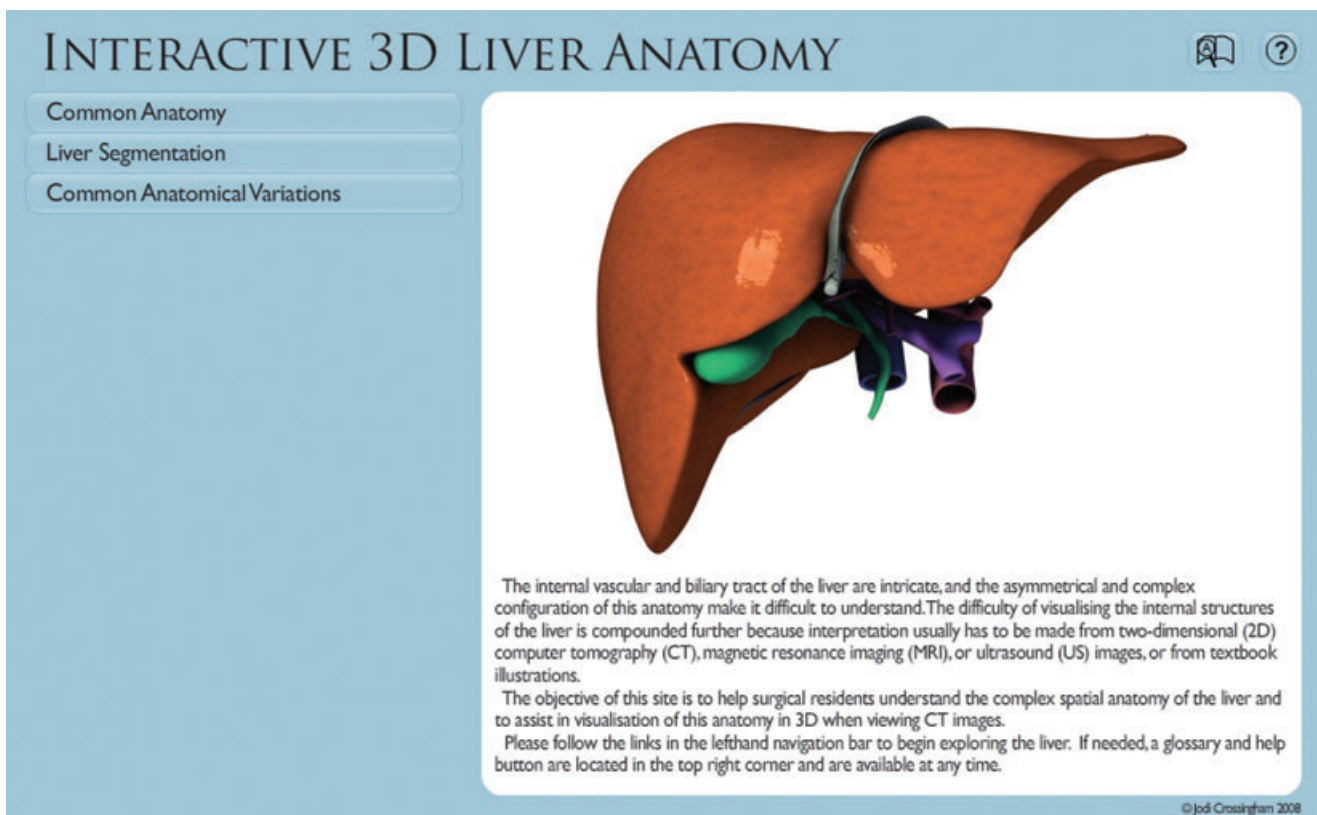 INTERACTIVE 3D LIVER ANATOMY
A
?
Common Anatomy
Liver Segmentation
Common Anatomical Variations
The internal vascular and biliary tract of the liver are intricate, and the asymmetrical and complex
configuration of this anatomy make it difficult to understand. The difficulty of visualising the internal structures
of the liver is compounded further because interpretation usually has to be made from two-dimensional (2D)
computer tomography (CT), magnetic resonance imaging (MRI), or ultrasound (US) images, or from textbook
illustrations.
The objective of this site is to help surgical residents understand the complex spatial anatomy of the liver and
to assist in visualisation of this anatomy in 3D when viewing CT images.
Please follow the links in the lefthand navigation bar to begin exploring the liver. If needed, a glossary and help
button are located in the top right corner and are available at any time.
© Jodi Crossingham 2008